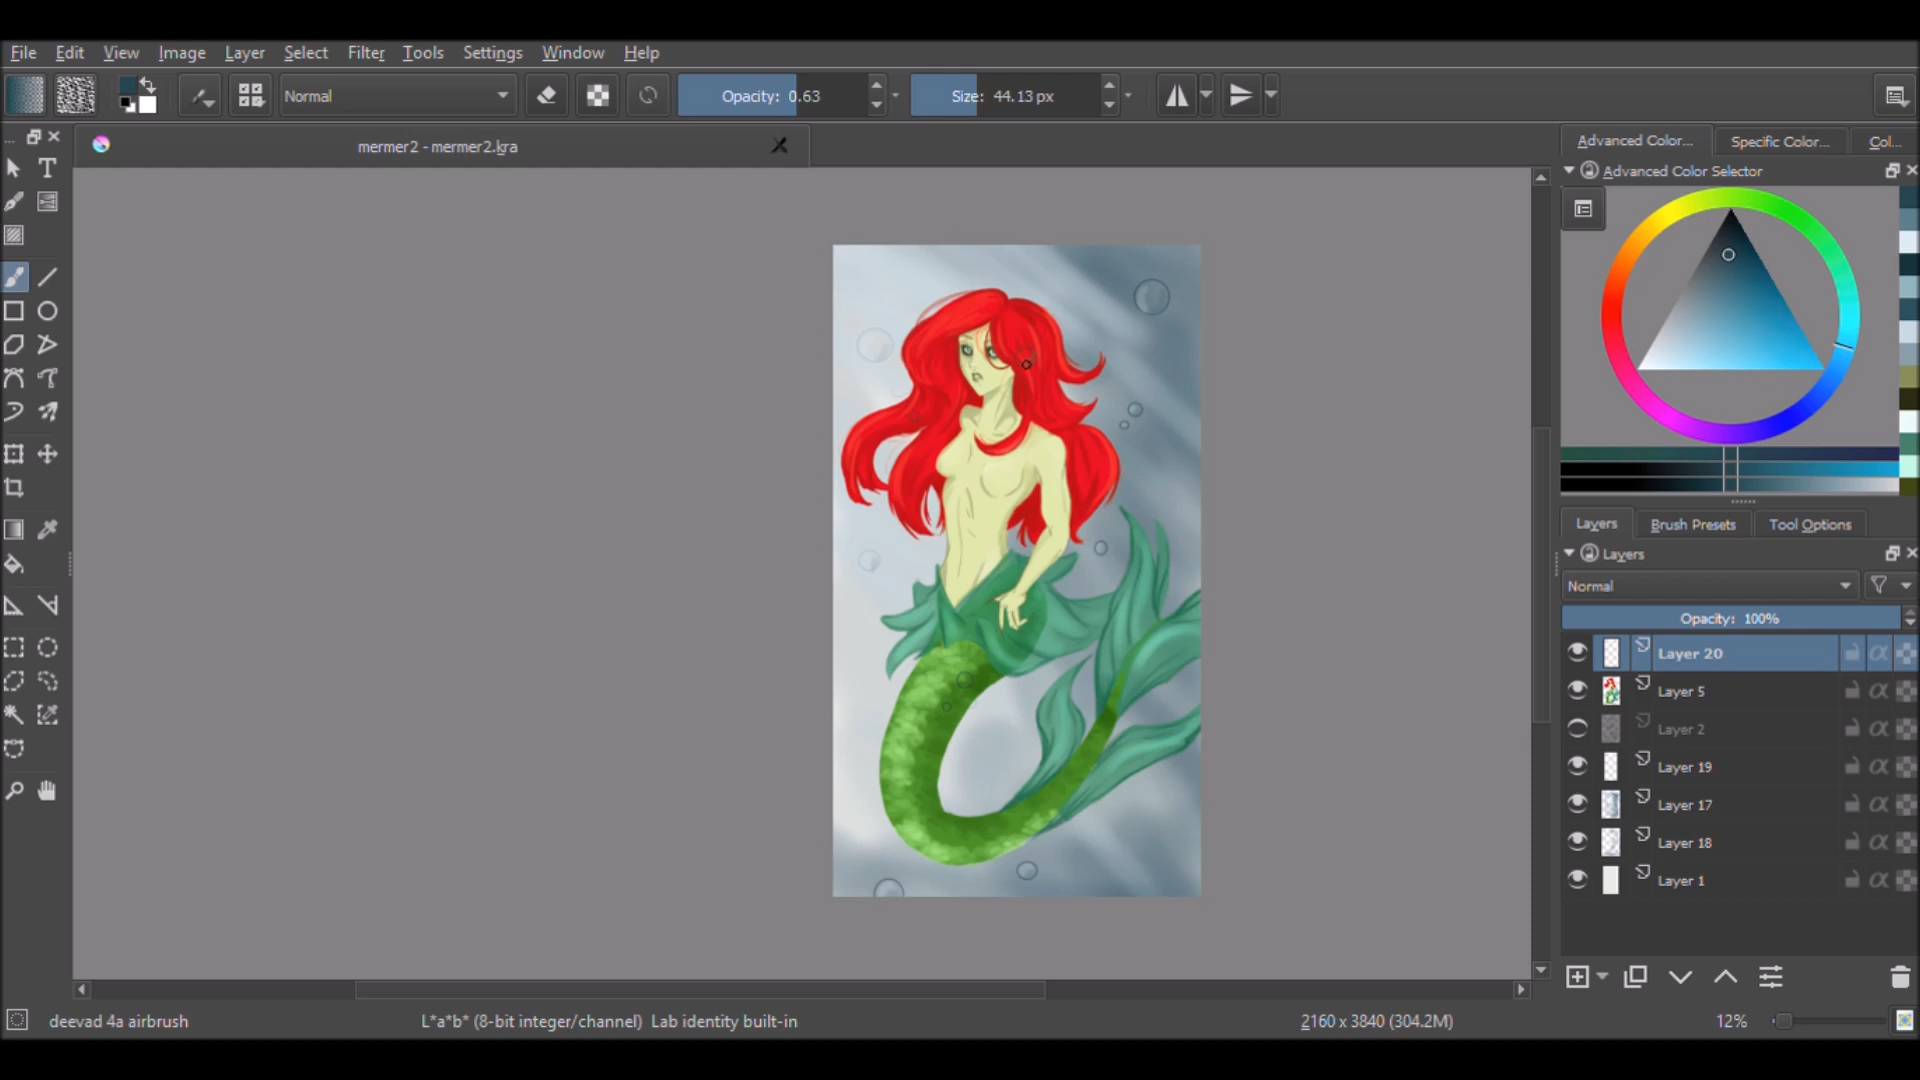 File Edit View Image Layer Select Filter Tools Settings Window Help
Normal Opacity: 0.63 Size: 44.13 px
mermer2 - mermer2.kra
Advanced Color... Specific Color... Col...
Advanced Color Selector
Layers Brush Presets Tool Options
Layers
Normal
Opacity: 100%
Layer 20
Layer 5
Layer 2
Layer 19
Layer 17
Layer 18
Layer 1
deevad 4a airbrush L*a*b* (8-bit integer/channel) Lab identity built-in 2160 x 3840 (304.2M) 12%